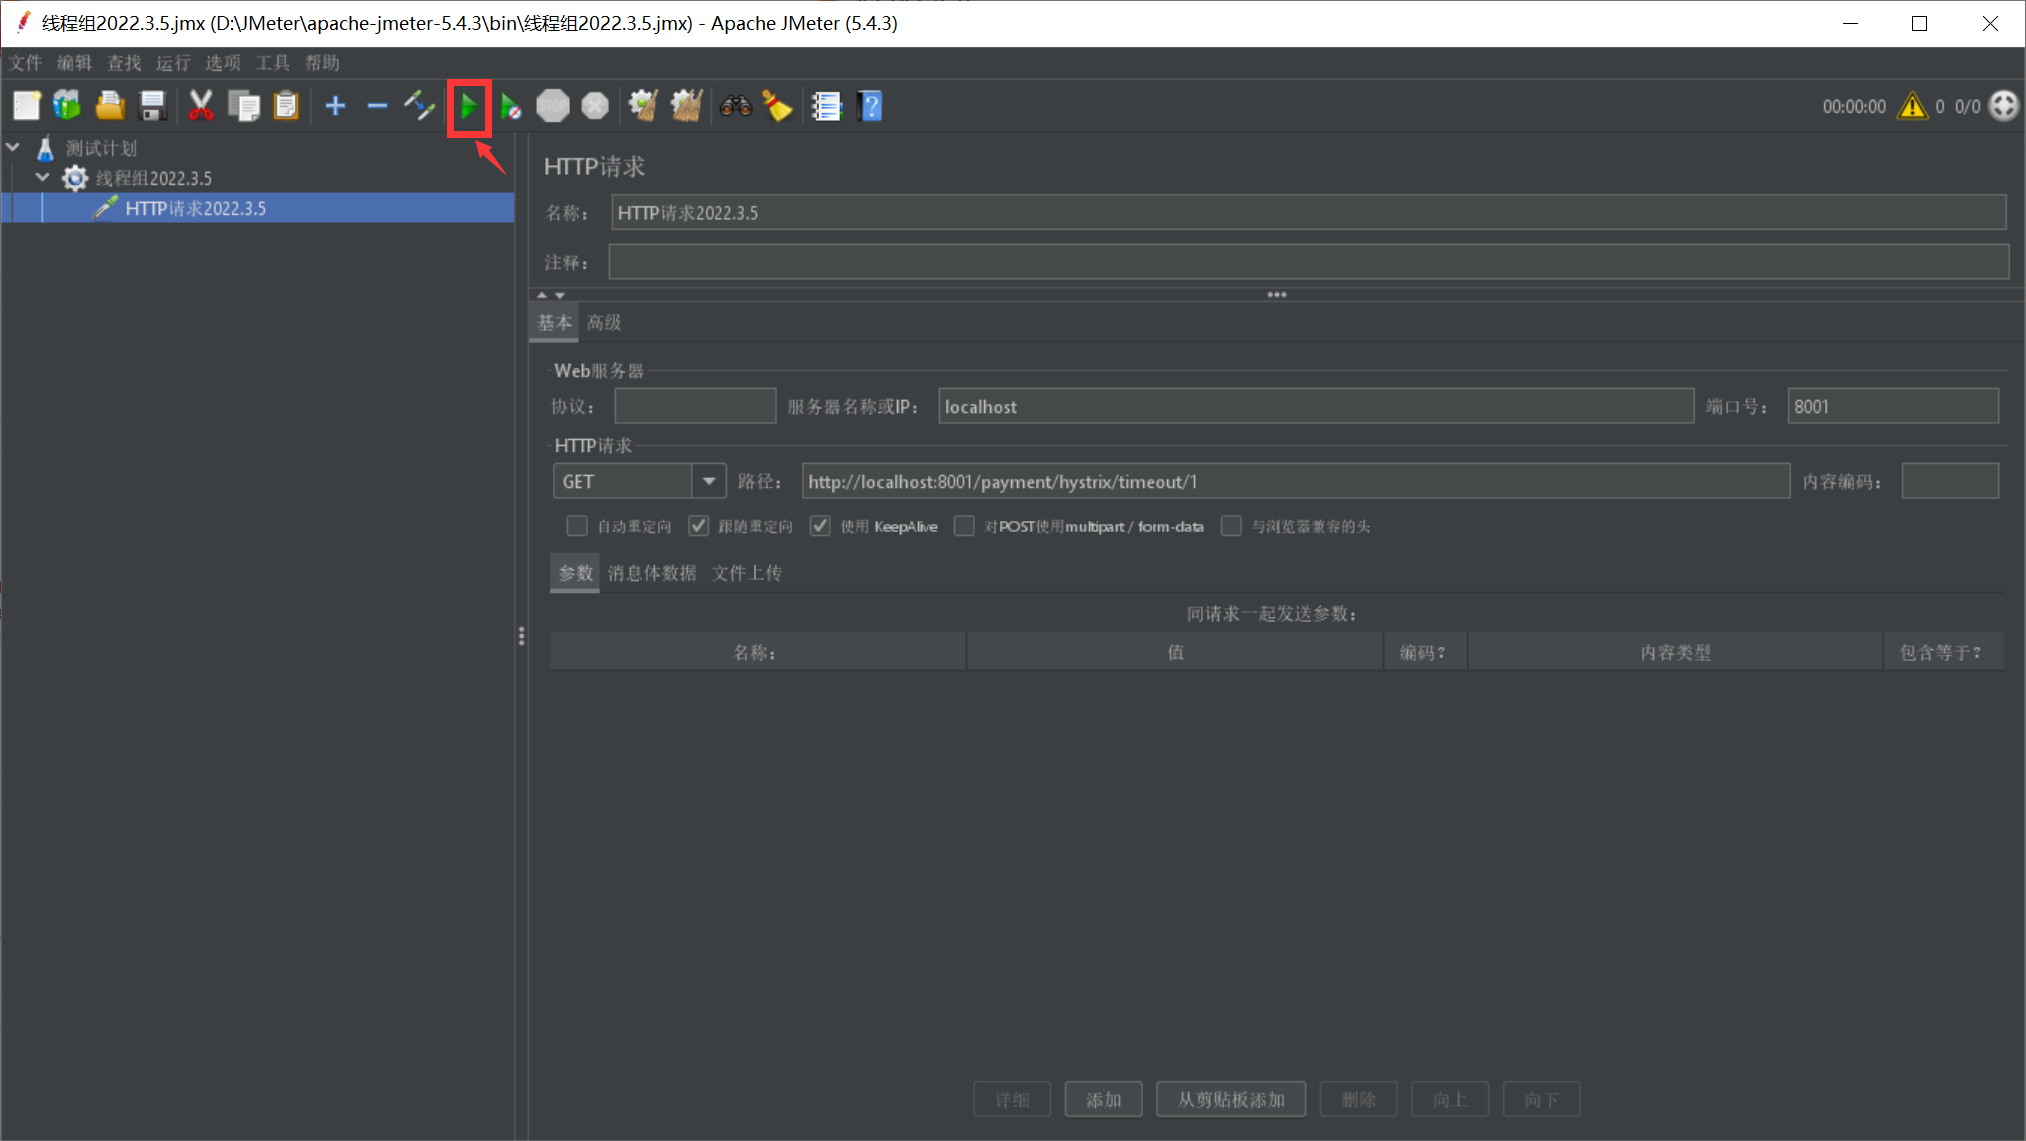 线程组2022.3.5.jmx (D:\JMeter\apache-jmeter-5.4.3\bin\线程组2022.3.5.jmx) - Apache JMeter (5.4.3)
文件 编辑 查找 运行 选项 工具 帮助
STOP ? 00:00:00 0 0/0
测试计划
线程组2022.3.5
HTTP请求2022.3.5
HTTP请求
名称： HTTP请求2022.3.5
注释：
基本 高级
Web服务器
协议： 服务器名称或IP： localhost 端口号： 8001
HTTP请求
GET 路径： http://localhost:8001/payment/hystrix/timeout/1 内容编码：
自动重定向 跟随重定向 使用 KeepAlive 对POST使用multipart / form-data 与浏览器兼容的头
参数 消息体数据 文件上传
同请求一起发送参数：
名称： 值 编码? 内容类型 包含等于?
详细 添加 从剪贴板添加 删除 向上 向下